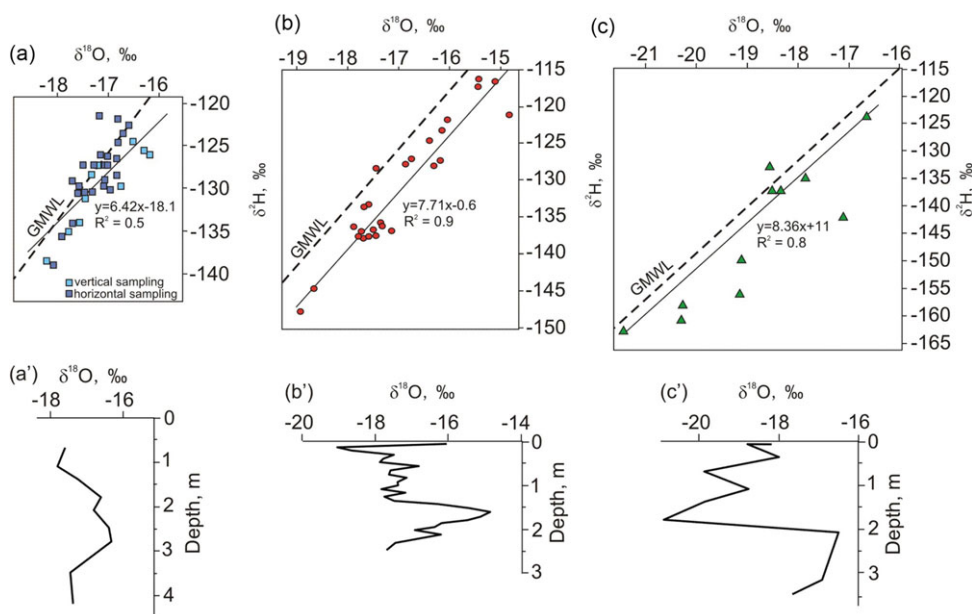 (a)
δ¹⁸O, ‰
-18 -17 -16
-120
-130
-140
GMWL
y=6.42x-18.1
R² = 0.5
vertical sampling
horizontal sampling
(b)
δ¹⁸O, ‰
-19 -18 -17 -16 -15
-115
-120
-125
-130
-135
-140
-145
-150
δ²H, ‰
GMWL
y=7.71x-0.6
R² = 0.9
(c)
δ¹⁸O, ‰
-21 -20 -19 -18 -17 -16
-115
-120
-125
-130
-135
-140
-145
-150
-155
-160
-165
δ²H, ‰
GMWL
y=8.36x+11
R² = 0.8
(a')
δ¹⁸O, ‰
-18 -16
0
1
2
3
4
Depth, m
(b')
δ¹⁸O, ‰
-20 -18 -16 -14
0
1
2
3
Depth, m
(c')
δ¹⁸O, ‰
-20 -18 -16
0
1
2
3
Depth, m